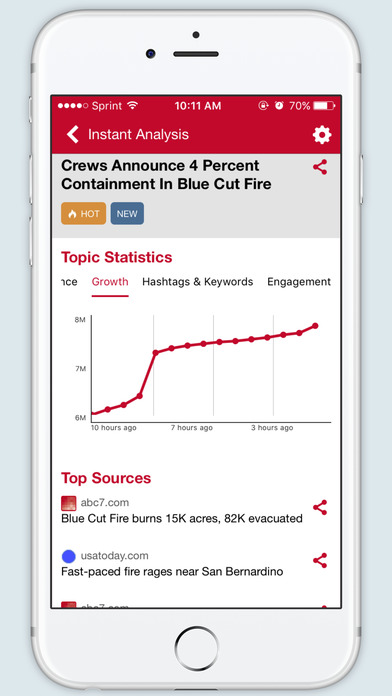 Sprint 10:11 AM 70%
Instant Analysis
Crews Announce 4 Percent
Containment In Blue Cut Fire
HOT NEW
Topic Statistics
nce Growth Hashtags & Keywords Engagement
8M
7M
6M
10 hours ago 7 hours ago 3 hours ago
Top Sources
abc7.com
Blue Cut Fire burns 15K acres, 82K evacuated
usatoday.com
Fast-paced fire rages near San Bernardino
abc7.com